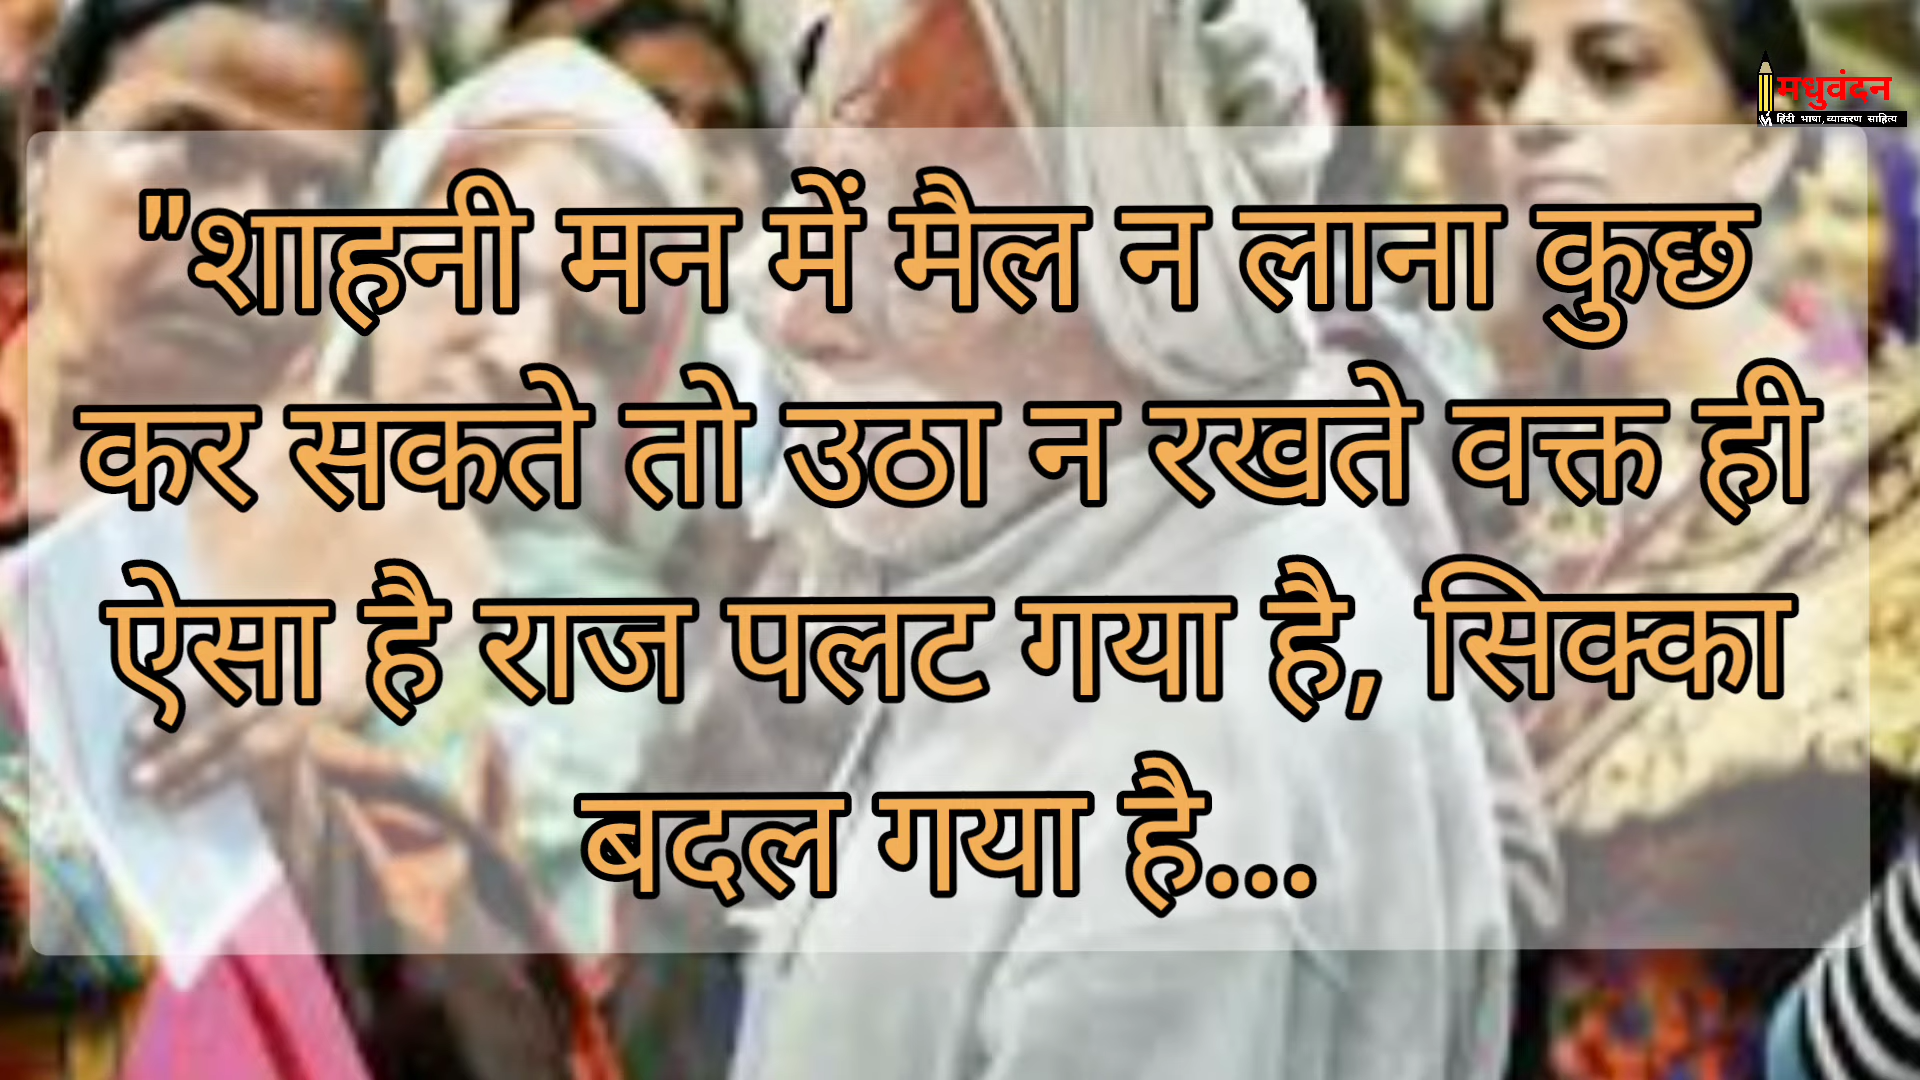 मधुवंदन
हिंदी भाषा, व्याकरण साहित्य
"शाहनी मन में मैल न लाना कुछ
कर सकते तो उठा न रखते वक्त ही
ऐसा है राज पलट गया है, सिक्का
बदल गया है...